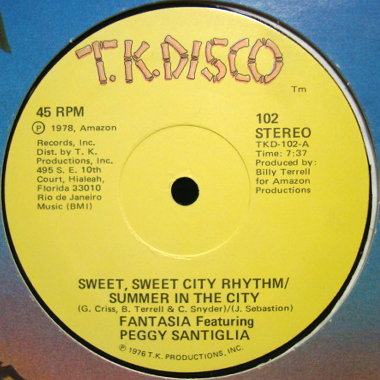 T.K.DISCO
TM
45 RPM
℗ 1978, Amazon
Records, Inc.
Dist. by T. K.
Productions, Inc.
495 S. E. 10th
Court, Hialeah,
Florida 33010
Rio de Janeiro
Music (BMI)
102
STEREO
TKD-102-A
Time: 7:37
Produced by:
Billy Terrell
for Amazon
Productions
SWEET, SWEET CITY RHYTHM/
SUMMER IN THE CITY
(G. Criss, B. Terrell & C. Snyder)/(J. Sebastion)
FANTASIA Featuring
PEGGY SANTIGLIA
℗ 1976 T.K. PRODUCTIONS, INC.